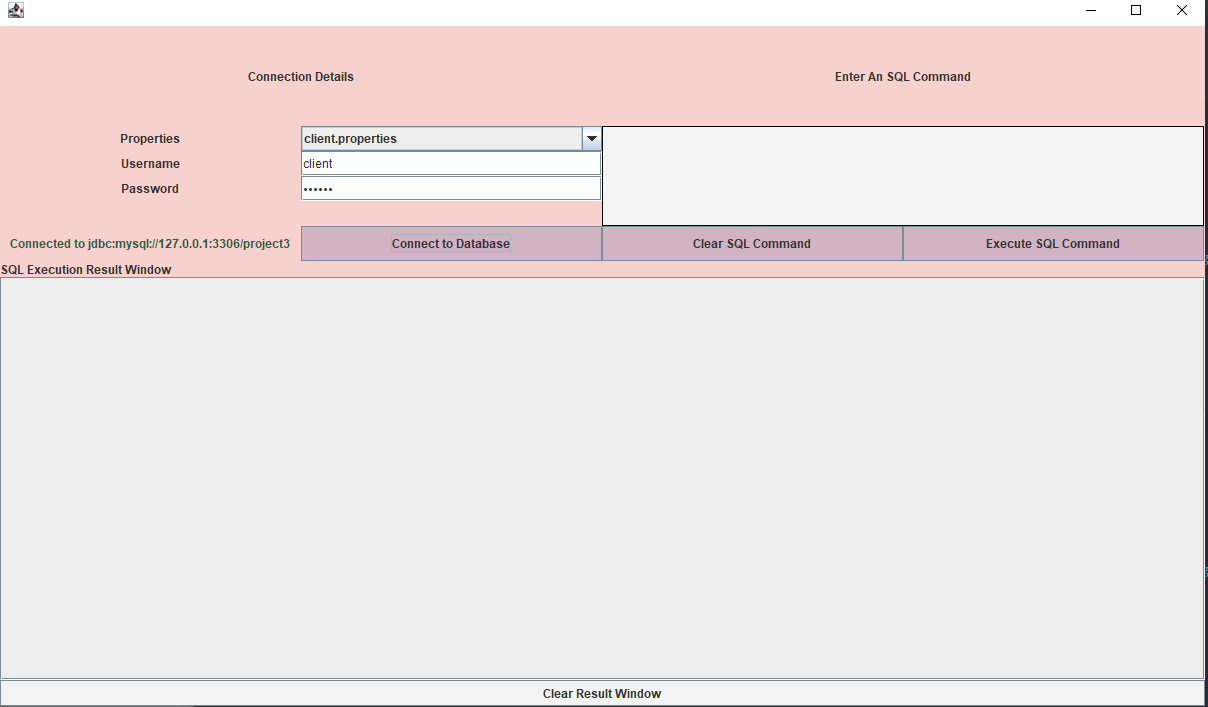 Connection Details
Enter An SQL Command
Properties
client.properties
Username
client
Password
••••••
Connected to jdbc:mysql://127.0.0.1:3306/project3
Connect to Database
Clear SQL Command
Execute SQL Command
SQL Execution Result Window
Clear Result Window